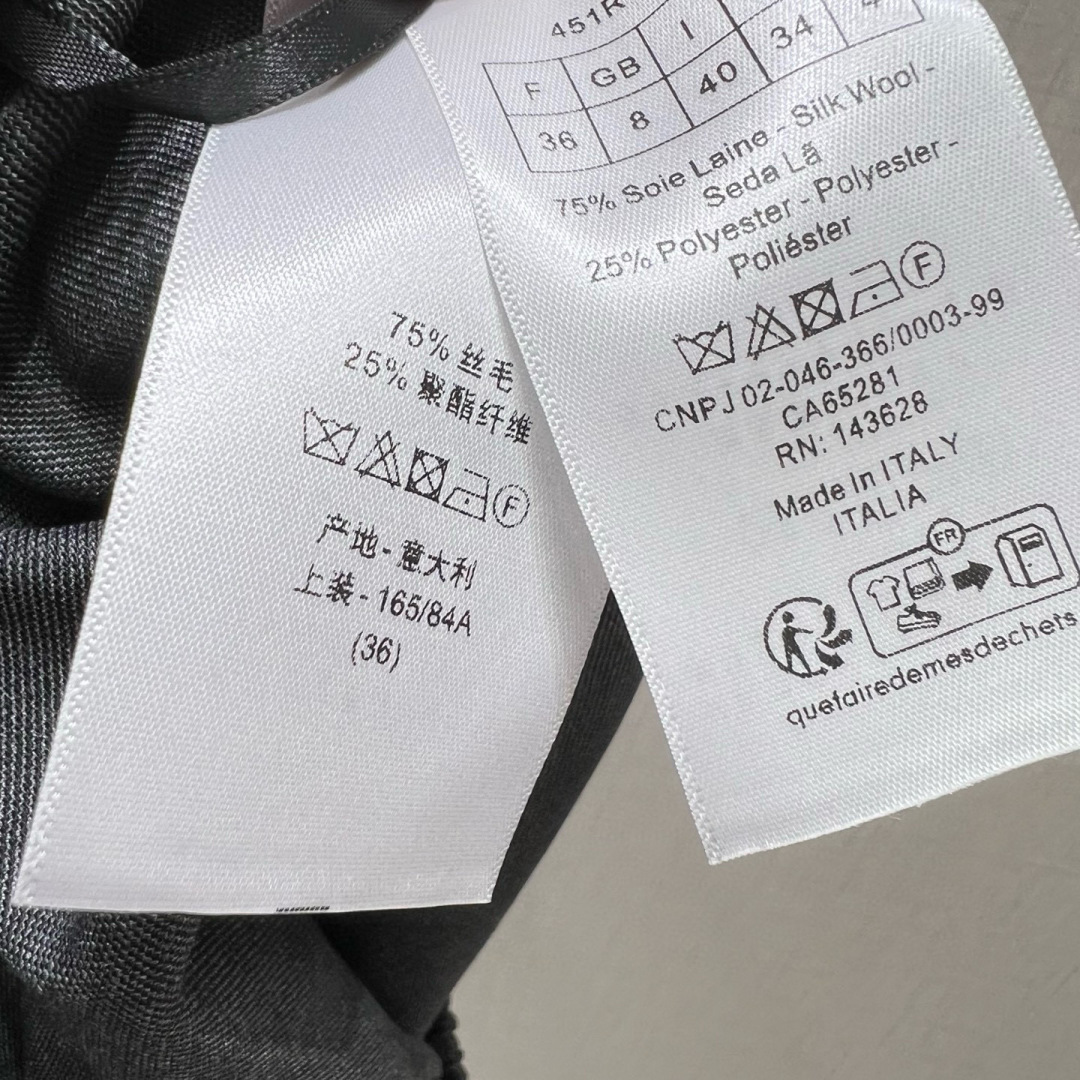 75% 丝毛
25% 聚酯纤维
F
产地 - 意大利
上装 - 165/84A
(36)
451R
F GB I
36 8 40 34 4
75% Soie Laine - Silk Wool -
Seda Lã
25% Polyester - Polyester -
Poliéster
F
CNPJ 02-046-366/0003-99
CA65281
RN: 143628
Made In ITALY
ITALIA
FR
quefairedemesdechets